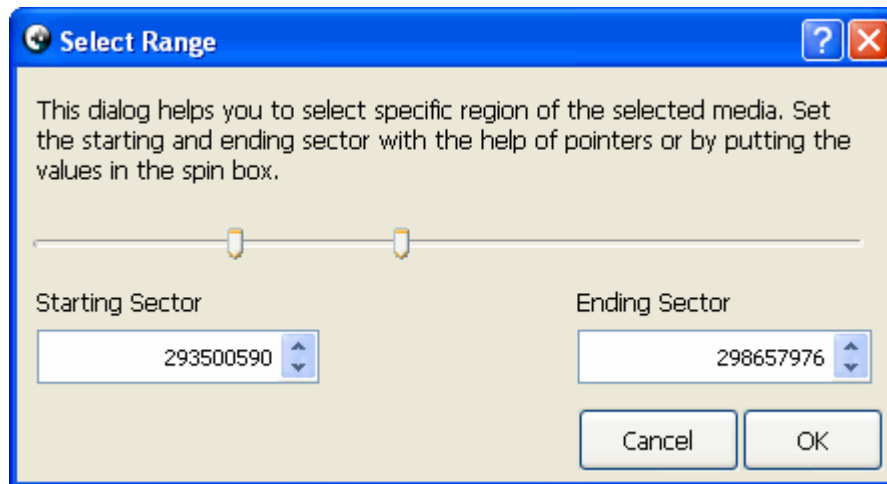 Select Range
This dialog helps you to select specific region of the selected media. Set
the starting and ending sector with the help of pointers or by putting the
values in the spin box.
Starting Sector
Ending Sector
293500590
298657976
Cancel
OK